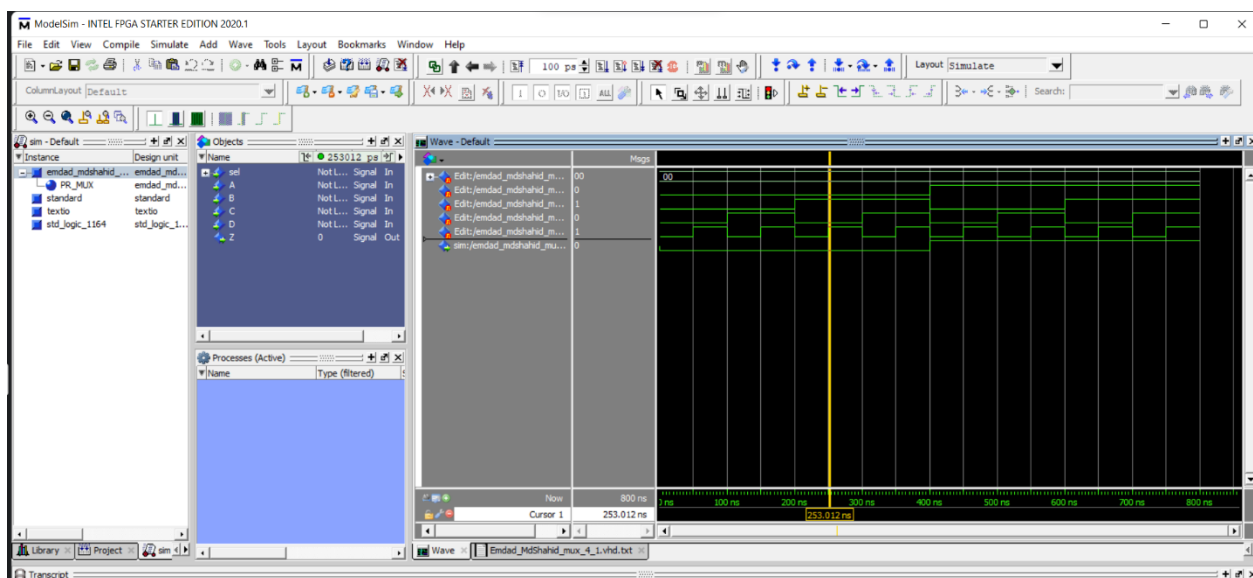 ModelSim - INTEL FPGA STARTER EDITION 2020.1
File Edit View Compile Simulate Add Wave Tools Layout Bookmarks Window Help
100 ps
Layout Simulate
ColumnLayout Default
Search:
sim - Default
Objects
Wave - Default
Instance Design unit
Name
253012 ps
Msgs
emdad_mdshahid_... emdad_md...
PR_MUX emdad_md...
standard standard
textio textio
std_logic_1164 std_logic_1...
sel Not L... Signal In
A Not L... Signal In
B Not L... Signal In
C Not L... Signal In
D Not L... Signal In
Z 0 Signal Out
Edit:/emdad_mdshahid_m... 00 00
Edit:/emdad_mdshahid_m... 0
Edit:/emdad_mdshahid_m... 1
Edit:/emdad_mdshahid_m... 0
Edit:/emdad_mdshahid_m... 1
sim:/emdad_mdshahid_mu... 0
Processes (Active)
Name Type (filtered)
Now 800 ns
ns 100 ns 200 ns 300 ns 400 ns 500 ns 600 ns 700 ns 800 ns
Cursor 1 253.012 ns
253.012 ns
Library Project sim
Wave Emdad_MdShahid_mux_4_1.vhd.txt
Transcript